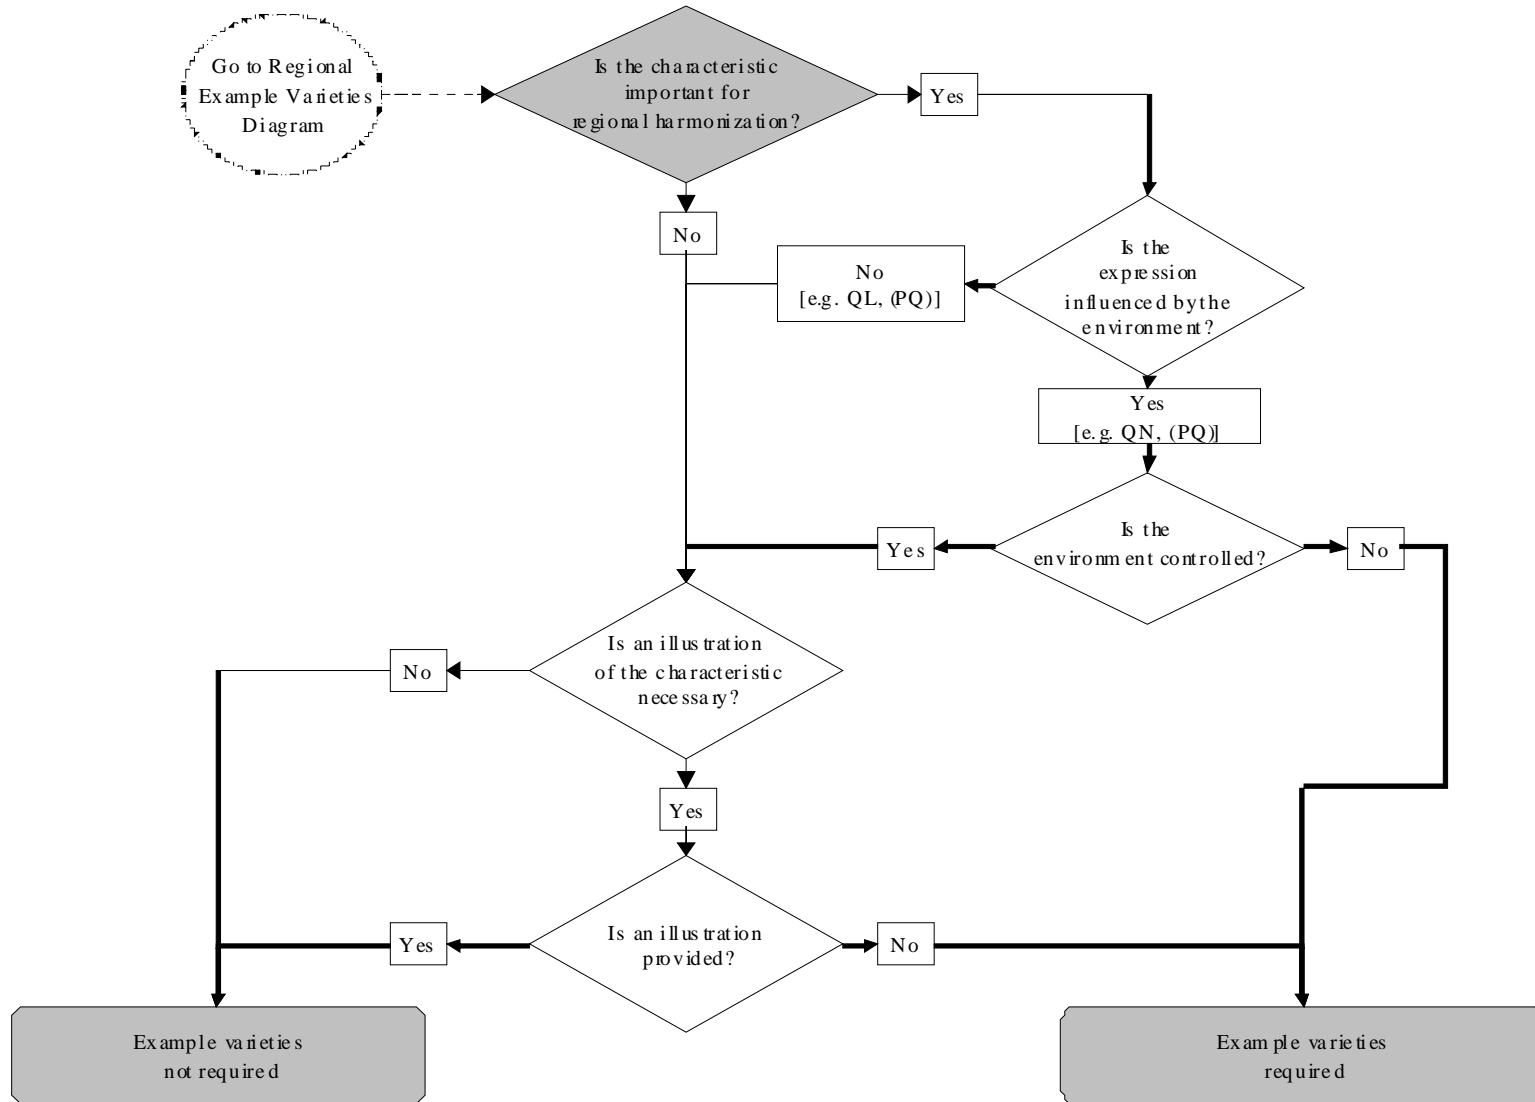 Go to Regional
Example Varieties
Diagram
Is the characteristic
important for
regional harmonization?
Yes
No
Is the
expression
influenced by the
environment?
No
[e.g. QL, (PQ)]
Yes
[e.g. QN, (PQ)]
Is the
environment controlled?
Yes
No
Is an illustration
of the characteristic
necessary?
No
Yes
Is an illustration
provided?
Yes
No
Example varieties
not required
Example varieties
required